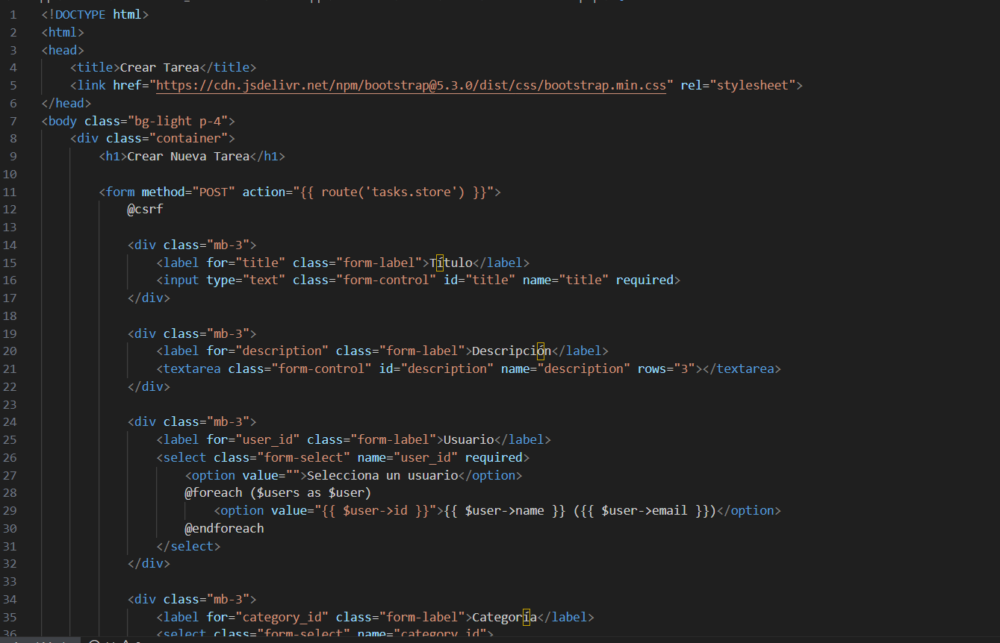 1 <!DOCTYPE html>
2 <html>
3 <head>
4 <title>Crear Tarea</title>
5 <link href="https://cdn.jsdelivr.net/npm/bootstrap@5.3.0/dist/css/bootstrap.min.css" rel="stylesheet">
6 </head>
7 <body class="bg-light p-4">
8 <div class="container">
9 <h1>Crear Nueva Tarea</h1>
10
11 <form method="POST" action="{{ route('tasks.store') }}">
12 @csrf
13
14 <div class="mb-3">
15 <label for="title" class="form-label">Título</label>
16 <input type="text" class="form-control" id="title" name="title" required>
17 </div>
18
19 <div class="mb-3">
20 <label for="description" class="form-label">Descripción</label>
21 <textarea class="form-control" id="description" name="description" rows="3"></textarea>
22 </div>
23
24 <div class="mb-3">
25 <label for="user_id" class="form-label">Usuario</label>
26 <select class="form-select" name="user_id" required>
27 <option value="">Selecciona un usuario</option>
28 @foreach ($users as $user)
29 <option value="{{ $user->id }}">{{ $user->name }} ({{ $user->email }})</option>
30 @endforeach
31 </select>
32 </div>
33
34 <div class="mb-3">
35 <label for="category_id" class="form-label">Categoría</label>
36 <select class="form-select" name="category_id">